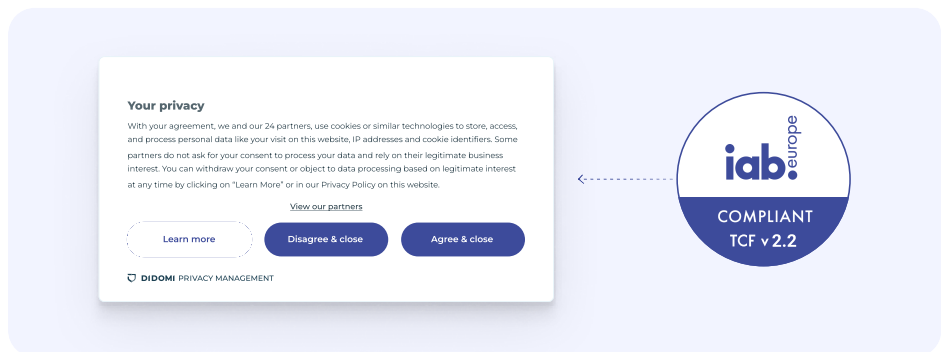 Your privacy
With your agreement, we and our 24 partners, use cookies or similar technologies to store, access,
and process personal data like your visit on this website, IP addresses and cookie identifiers. Some
partners do not ask for your consent to process your data and rely on their legitimate business
interest. You can withdraw your consent or object to data processing based on legitimate interest
at any time by clicking on “Learn More” or in our Privacy Policy on this website.
View our partners
Learn more
Disagree & close
Agree & close
DIDOMI PRIVACY MANAGEMENT
iab.
europe
COMPLIANT
TCF v 2.2